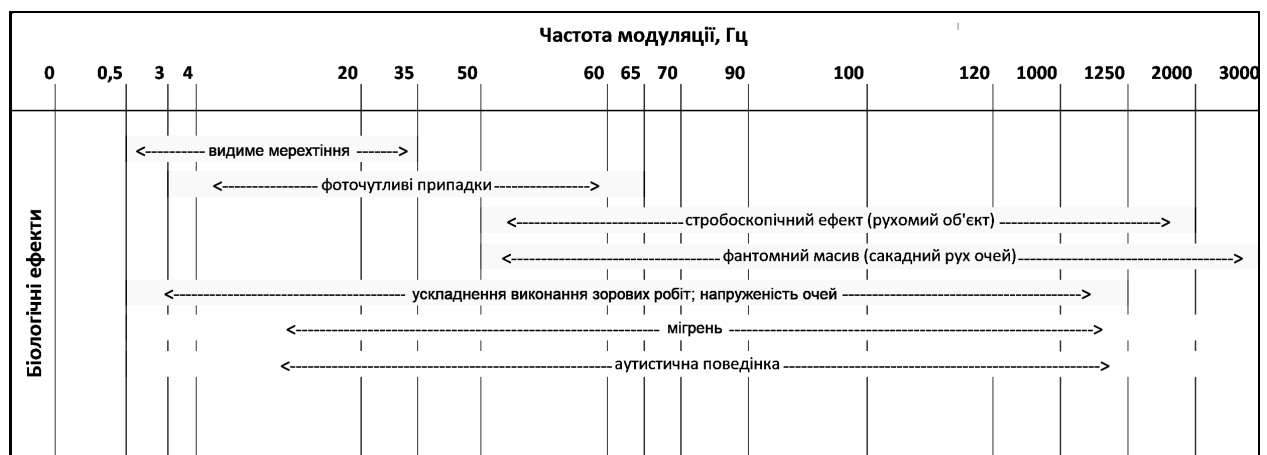 Частота модуляції, Гц
0 0,5 3 4 20 35 50 60 65 70 90 100 120 1000 1250 2000 3000
Біологічні ефекти
видиме мерехтіння
фоточутливі припадки
стробоскопічний ефект (рухомий об'єкт)
фантомний масив (сакадний рух очей)
ускладнення виконання зорових робіт; напруженість очей
мігрень
аутистична поведінка